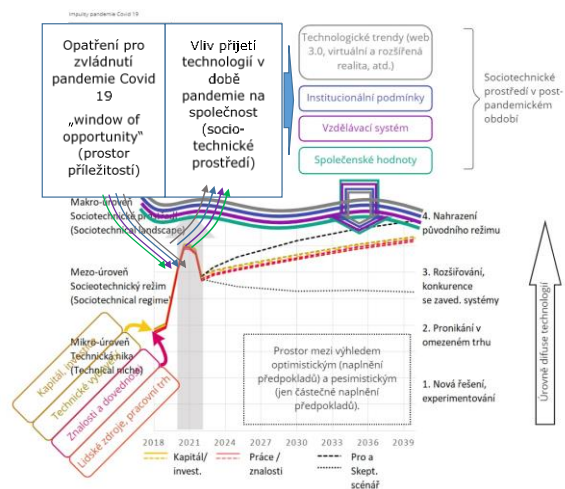 Impulsy pandemie Covid 19
Opatření pro
zvládnutí
pandemie Covid
19
„window of
opportunity“
(prostor
příležitostí)
Vliv přijetí
technologií v
době
pandemie na
společnost
(socio-
technické
prostředí)
Technologické trendy (web
3.0, virtuální a rozšířená
realita, atd.)
Institucionální podmínky
Vzdělávací systém
Společenské hodnoty
Sociotechnické
prostředí v post-
pandemickém
období
Makro-úroveň
Sociotechnické prostředí
(Sociotechnical landscape)
Mezo-úroveň
Socieotechnický režim
(Sociotechnical regime)
Mikro-úroveň
Technická nika
(Technical niche)
4. Nahrazení
původního režimu
3. Rozšiřování,
konkurence
se zaved. systémy
2. Pronikání v
omezeném trhu
1. Nová řešení,
experimentování
Úrovně difuse technologií
Kapitál, investice
Technické
Znalosti a dovednosti
Lidské zdroje, pracovní trh
Prostor mezi výhledem
optimistickým (naplnění
předpokladů) a pesimistickým
(jen částečné naplnění
předpokladů).
2018 2021 2024 2027 2030 2033 2036 2039
Kapitál/
invest.
Práce /
znalosti
Pro a
Skept.
scénář